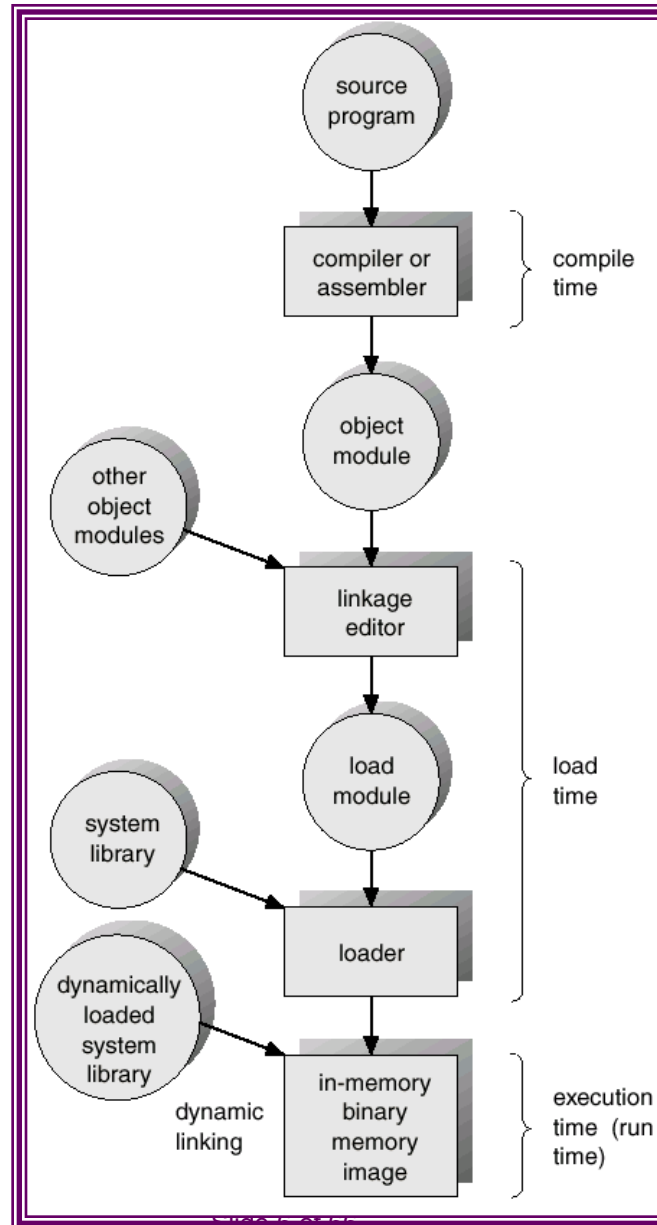 source
program
compiler or
assembler
compile
time
object
module
other
object
modules
linkage
editor
load
module
load
time
system
library
loader
dynamically
loaded
system
library
dynamic
linking
in-memory
binary
memory
image
execution
time (run
time)